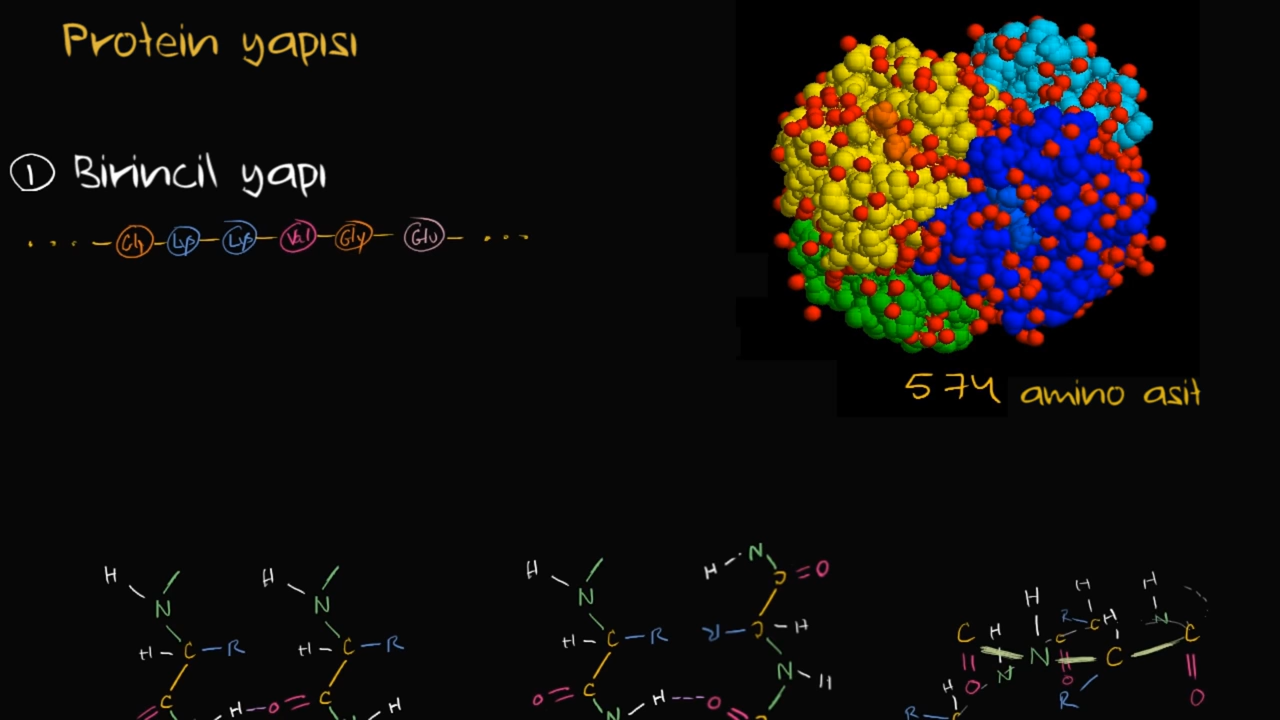 Protein yapısı
1 Birincil yapı
.... Gly Lys Lys Val Gly Glu ....
574 amino asit
H N H N H N H N C O
H C R H C R H C R R C H
C H O C H O C H O N H
C H N H C O N R C H C R H N C O